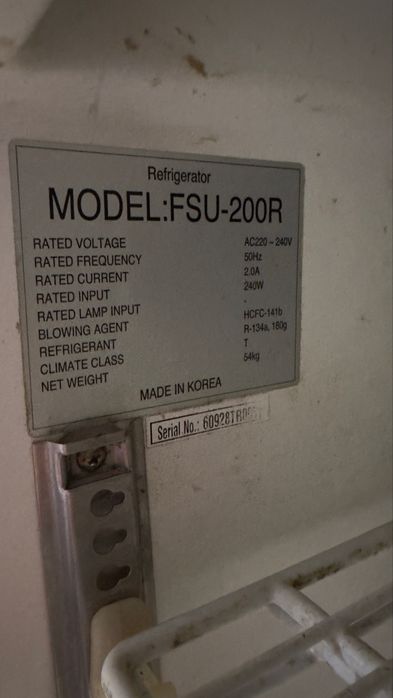 Refrigerator
MODEL:FSU-200R
RATED VOLTAGE AC220 ~ 240V
RATED FREQUENCY 50Hz
RATED CURRENT 2.0A
RATED INPUT 240W
RATED LAMP INPUT -
BLOWING AGENT HCFC-141b
REFRIGERANT R-134a, 180g
CLIMATE CLASS T
NET WEIGHT 54kg
MADE IN KOREA
Serial No.: